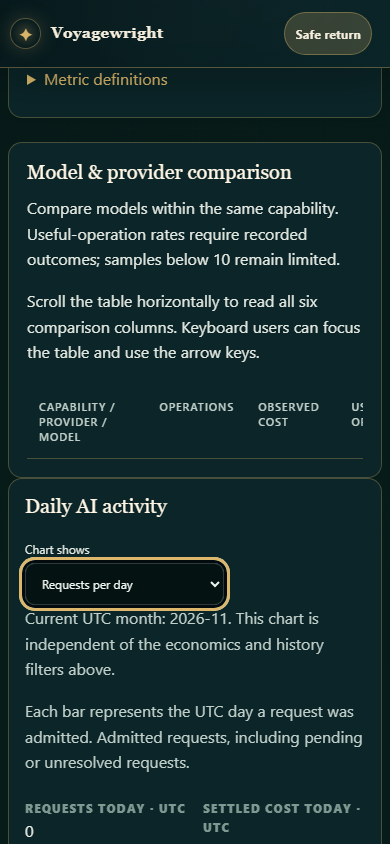 Voyagewright
Safe return
Metric definitions
Model & provider comparison
Compare models within the same capability.
Useful-operation rates require recorded
outcomes; samples below 10 remain limited.
Scroll the table horizontally to read all six
comparison columns. Keyboard users can focus
the table and use the arrow keys.
CAPABILITY /
PROVIDER /
MODEL
OPERATIONS
OBSERVED
COST
Daily AI activity
Chart shows
Requests per day
Current UTC month: 2026-11. This chart is
independent of the economics and history
filters above.
Each bar represents the UTC day a request was
admitted. Admitted requests, including pending
or unresolved requests.
REQUESTS TODAY · UTC
0
SETTLED COST TODAY ·
UTC